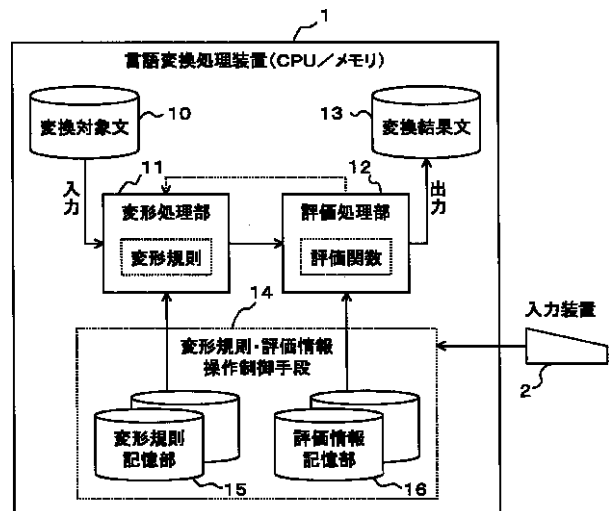 1
言語変換処理装置(CPU/メモリ)
変換対象文
10
13
変換結果文
入力
11
変形処理部
変形規則
12
評価処理部
評価関数
出力
14
変形規則・評価情報
操作制御手段
変形規則
記憶部
15
評価情報
記憶部
16
入力装置
2